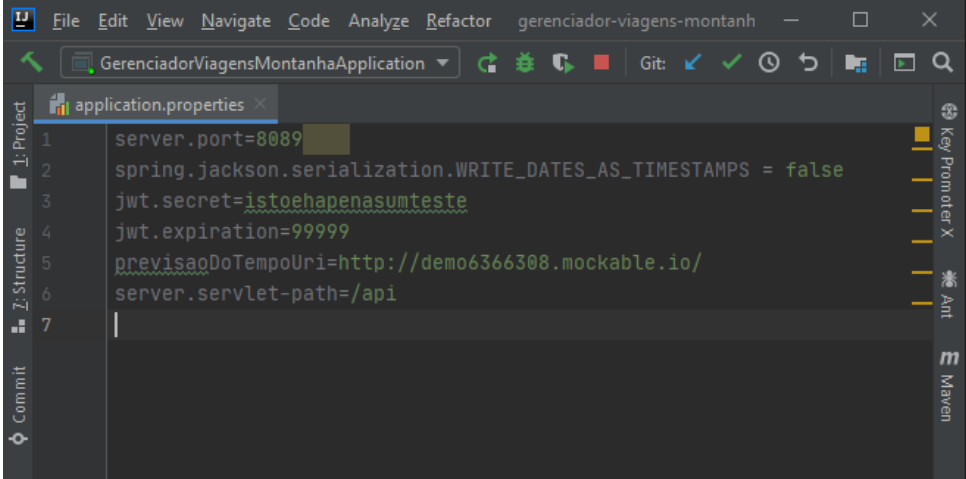 IJ File Edit View Navigate Code Analyze Refactor gerenciador-viagens-montanh
GerenciadorViagensMontanhaApplication Git:
application.properties
1 server.port=8089
2 spring.jackson.serialization.WRITE_DATES_AS_TIMESTAMPS = false
3 jwt.secret=istoehapenasumteste
4 jwt.expiration=99999
5 previsaoDoTempoUri=http://demo6366308.mockable.io/
6 server.servlet-path=/api
7
1: Project
7: Structure
Commit
Key Promoter X
Ant
m Maven